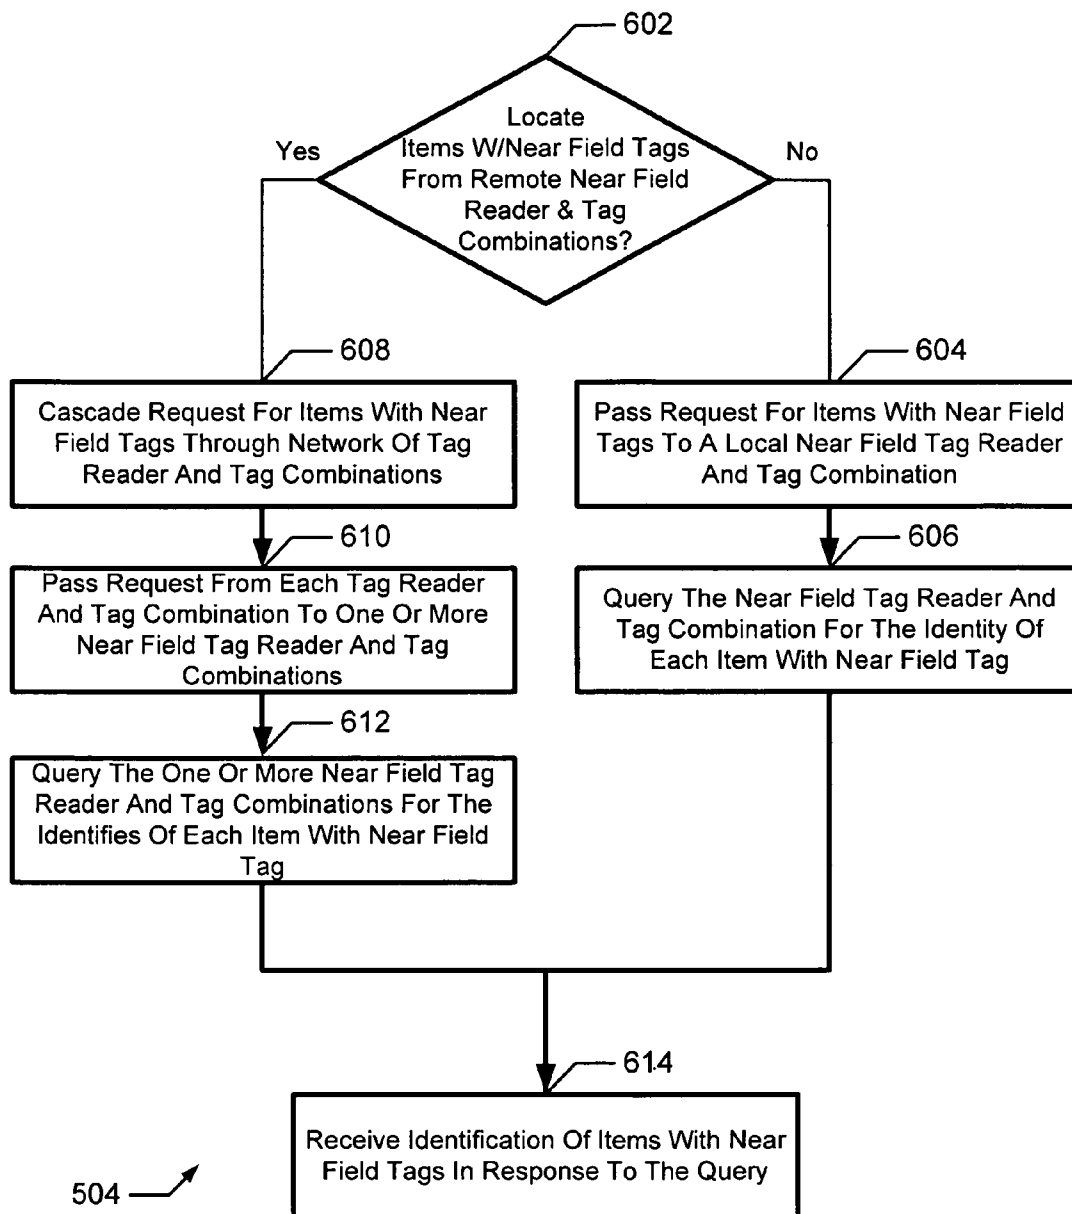 602
Locate
Items W/Near Field Tags
From Remote Near Field
Reader & Tag
Combinations?
Yes
No
608
Cascade Request For Items With Near
Field Tags Through Network Of Tag
Reader And Tag Combinations
604
Pass Request For Items With Near Field
Tags To A Local Near Field Tag Reader
And Tag Combination
610
Pass Request From Each Tag Reader
And Tag Combination To One Or More
Near Field Tag Reader And Tag
Combinations
606
Query The Near Field Tag Reader And
Tag Combination For The Identity Of
Each Item With Near Field Tag
612
Query The One Or More Near Field Tag
Reader And Tag Combinations For The
Identifies Of Each Item With Near Field
Tag
614
Receive Identification Of Items With Near
Field Tags In Response To The Query
504